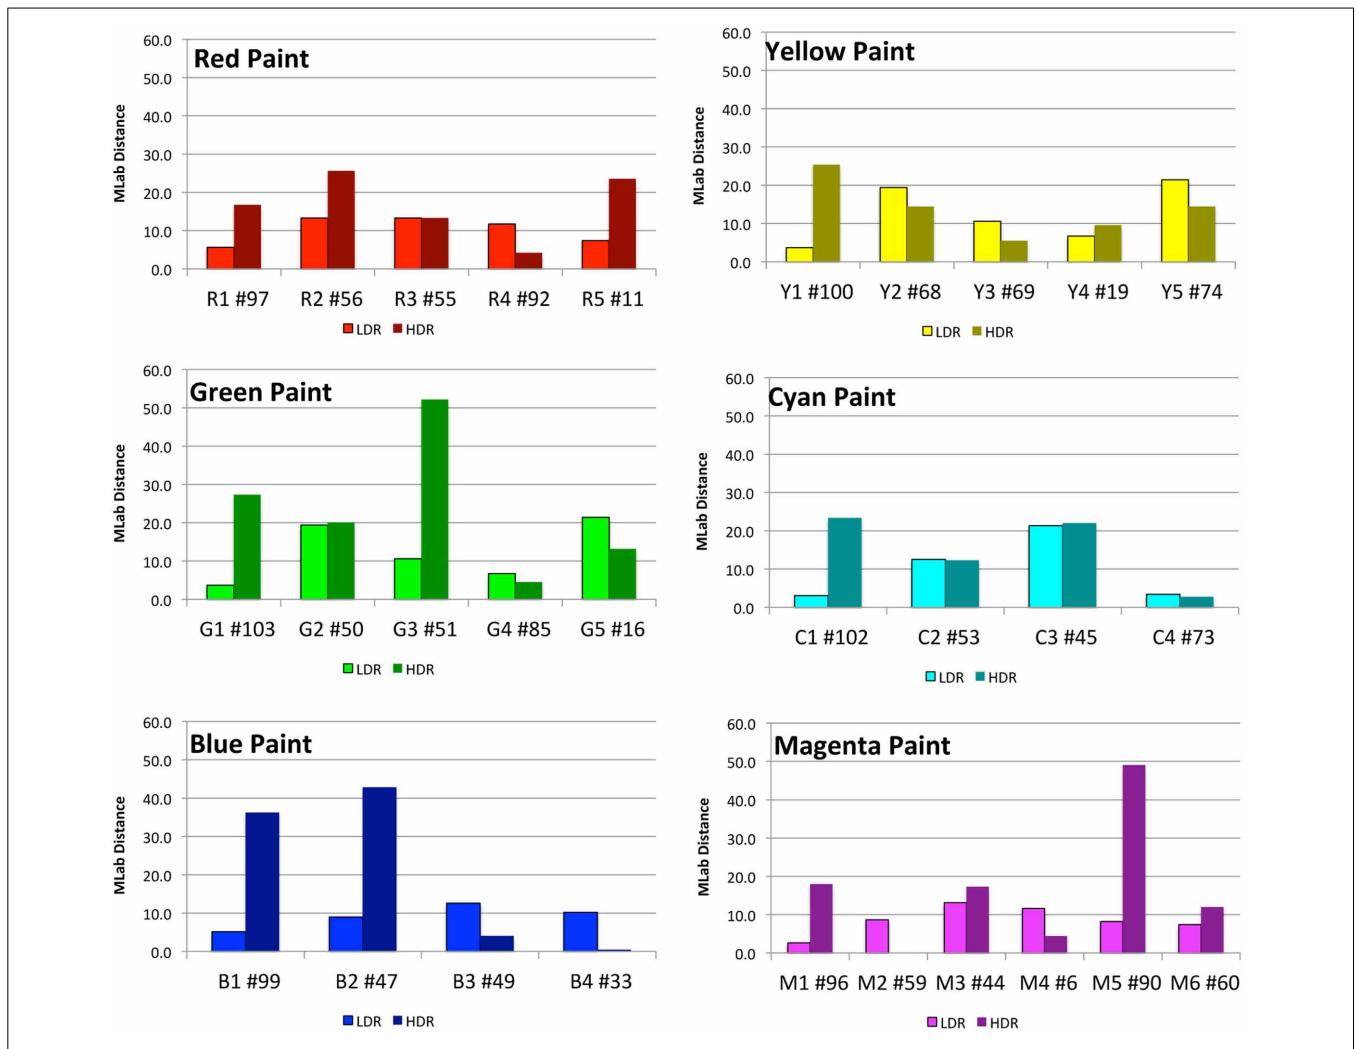 Red Paint
MLab Distance
60.0
50.0
40.0
30.0
20.0
10.0
0.0
R1 #97 R2 #56 R3 #55 R4 #92 R5 #11
LDR HDR
Yellow Paint
MLab Distance
60.0
50.0
40.0
30.0
20.0
10.0
0.0
Y1 #100 Y2 #68 Y3 #69 Y4 #19 Y5 #74
LDR HDR
Green Paint
MLab Distance
60.0
50.0
40.0
30.0
20.0
10.0
0.0
G1 #103 G2 #50 G3 #51 G4 #85 G5 #16
LDR HDR
Cyan Paint
MLab Distance
60.0
50.0
40.0
30.0
20.0
10.0
0.0
C1 #102 C2 #53 C3 #45 C4 #73
LDR HDR
Blue Paint
MLab Distance
60.0
50.0
40.0
30.0
20.0
10.0
0.0
B1 #99 B2 #47 B3 #49 B4 #33
LDR HDR
Magenta Paint
MLab Distance
60.0
50.0
40.0
30.0
20.0
10.0
0.0
M1 #96 M2 #59 M3 #44 M4 #6 M5 #90 M6 #60
LDR HDR